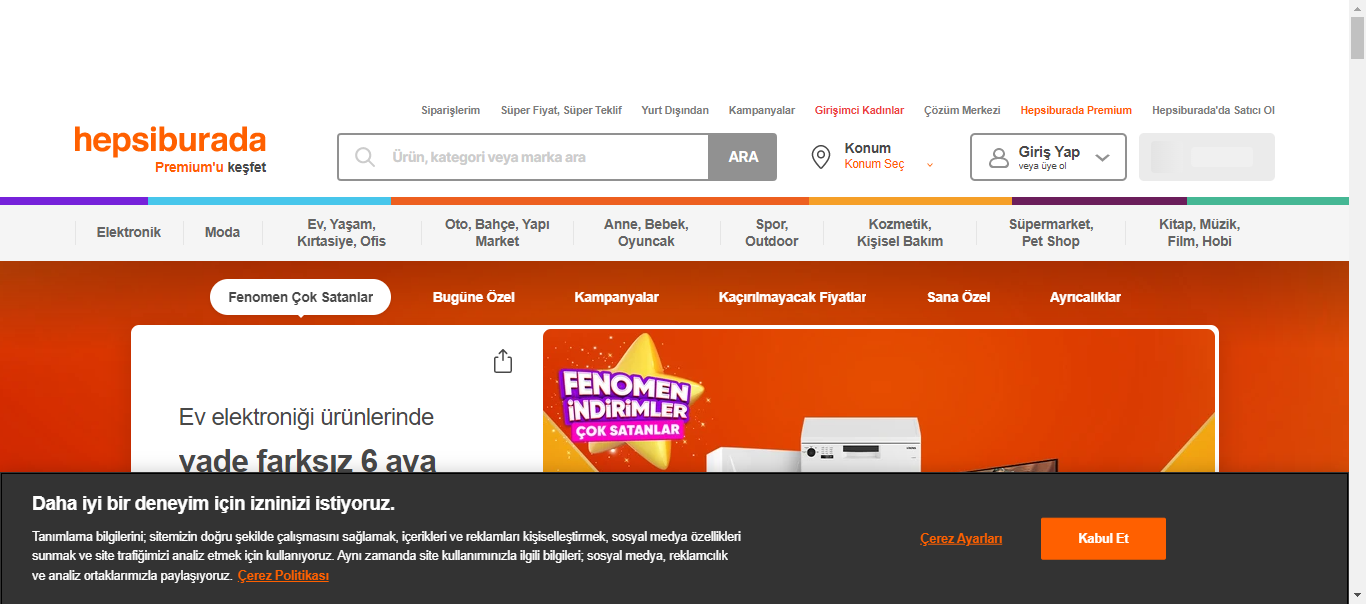 Siparişlerim Süper Fiyat, Süper Teklif Yurt Dışından Kampanyalar Girişimci Kadınlar Çözüm Merkezi Hepsiburada Premium Hepsiburada'da Satıcı Ol
hepsiburada
Premium'u keşfet
Ürün, kategori veya marka ara
ARA
Konum
Konum Seç
Giriş Yap
veya üye ol
Elektronik
Moda
Ev, Yaşam,
Kırtasiye, Ofis
Oto, Bahçe, Yapı
Market
Anne, Bebek,
Oyuncak
Spor,
Outdoor
Kozmetik,
Kişisel Bakım
Süpermarket,
Pet Shop
Kitap, Müzik,
Film, Hobi
Fenomen Çok Satanlar Bugüne Özel Kampanyalar Kaçırılmayacak Fiyatlar Sana Özel Ayrıcalıklar
Ev elektroniği ürünlerinde
vade farksız 6 aya
FENOMEN
İNDİRİMLER
ÇOK SATANLAR
Daha iyi bir deneyim için izninizi istiyoruz.
Tanımlama bilgilerini; sitemizin doğru şekilde çalışmasını sağlamak, içerikleri ve reklamları kişiselleştirmek, sosyal medya özellikleri
sunmak ve site trafiğimizi analiz etmek için kullanıyoruz. Aynı zamanda site kullanımınızla ilgili bilgileri; sosyal medya, reklamcılık
ve analiz ortaklarımızla paylaşıyoruz. Çerez Politikası
Çerez Ayarları
Kabul Et